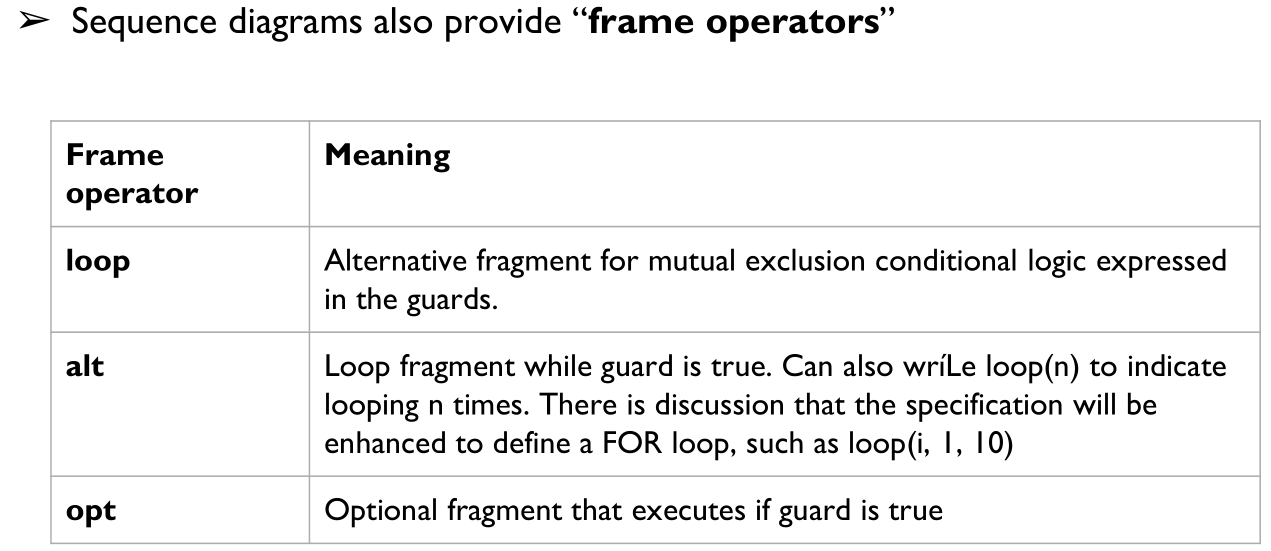 ➢ Sequence diagrams also provide “frame operators”
Frame
operator
Meaning
loop
Alternative fragment for mutual exclusion conditional logic expressed
in the guards.
alt
Loop fragment while guard is true. Can also wríLe loop(n) to indicate
looping n times. There is discussion that the specification will be
enhanced to define a FOR loop, such as loop(i, 1, 10)
opt
Optional fragment that executes if guard is true